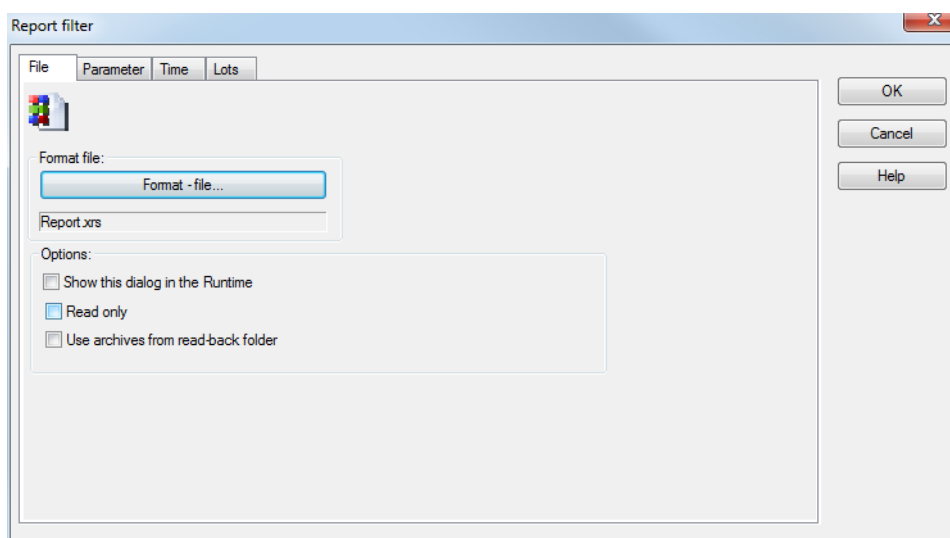 Report filter
File Parameter Time Lots
OK
Cancel
Help
Format file:
Format - file...
Report.xrs
Options:
Show this dialog in the Runtime
Read only
Use archives from read-back folder